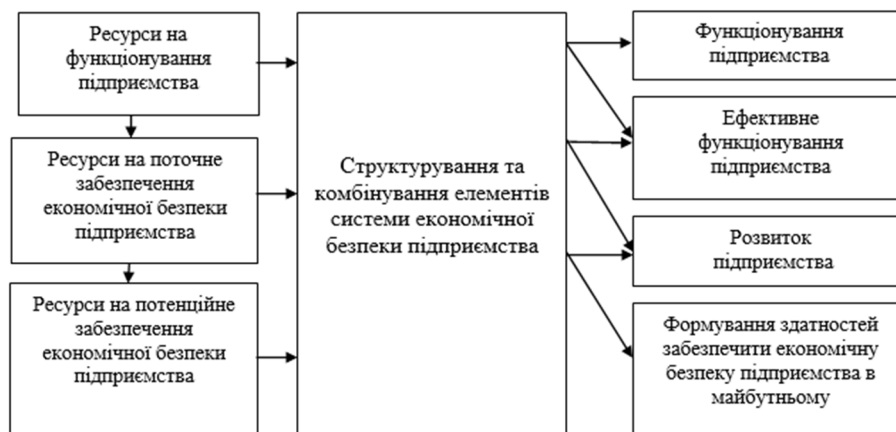 Ресурси на
функціонування
підприємства
Ресурси на поточне
забезпечення
економічної безпеки
підприємства
Ресурси на потенційне
забезпечення
економічної безпеки
підприємства
Структурування та
комбінування елементів
системи економічної
безпеки підприємства
Функціонування
підприємства
Ефективне
функціонування
підприємства
Розвиток
підприємства
Формування здатностей
забезпечити економічну
безпеку підприємства в
майбутньому